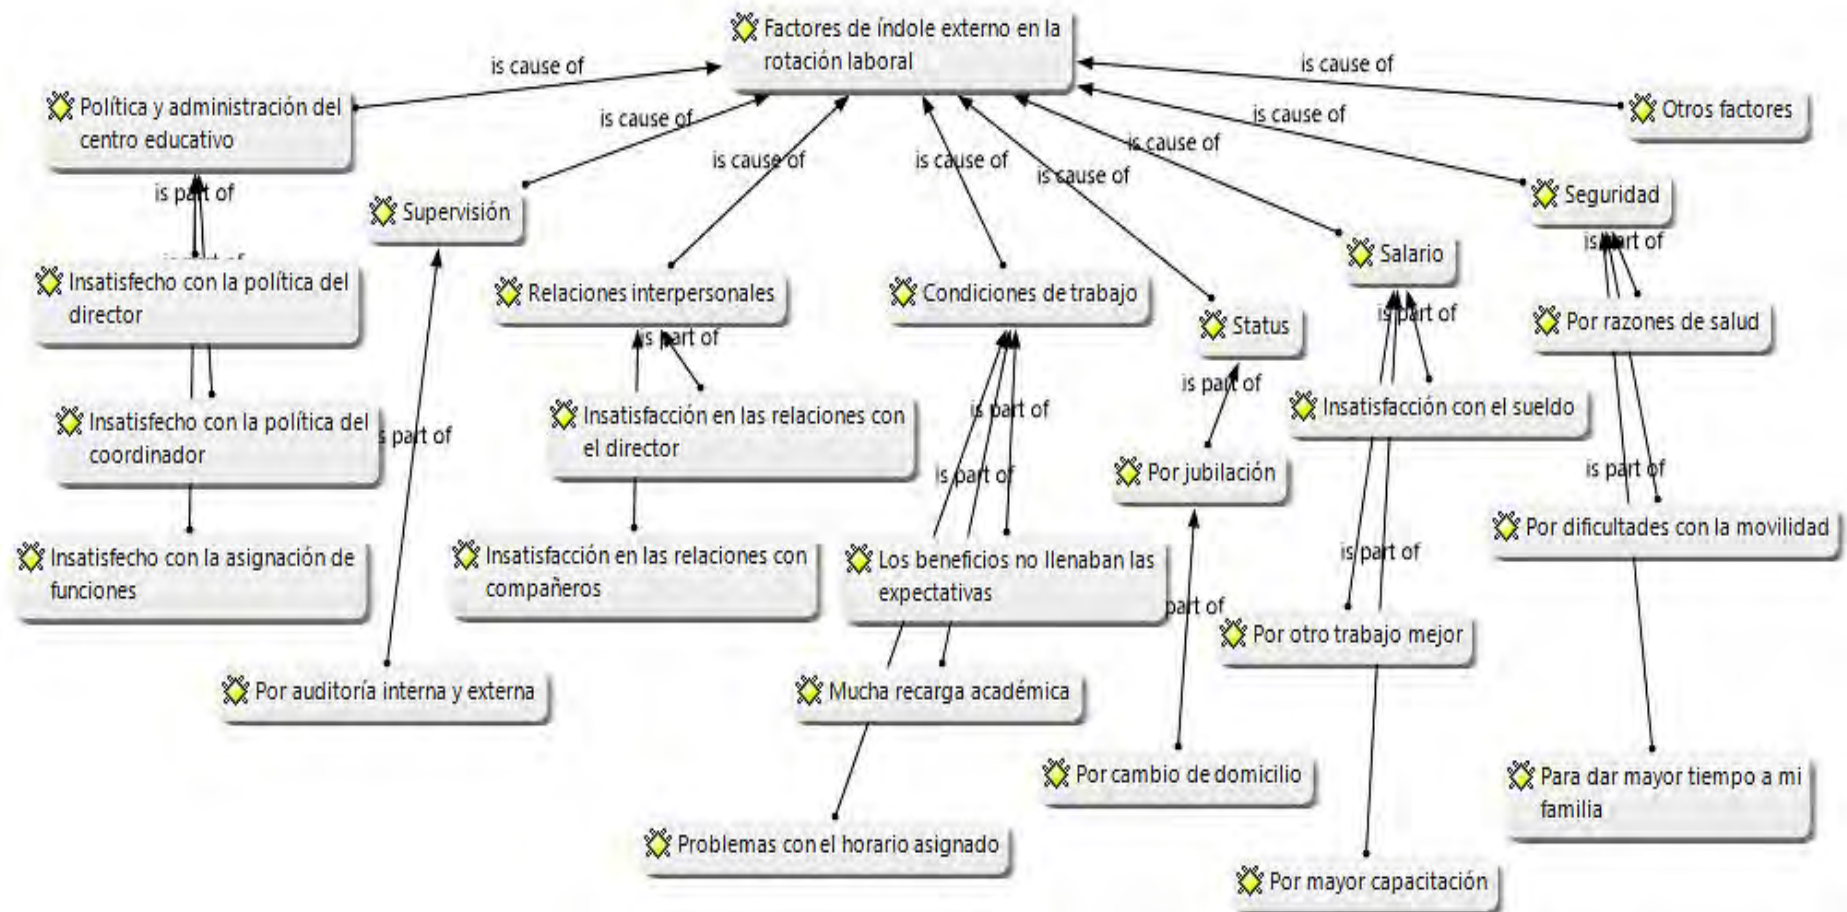 Factores de índole externo en la
rotación laboral
is cause of
is cause of
is cause of
is cause of
is cause of
is cause of
is cause of
is cause of
Política y administración del
centro educativo
Otros factores
Supervisión
Seguridad
Salario
Relaciones interpersonales
Condiciones de trabajo
Status
is part of
is part of
Insatisfecho con la política del
director
is part of
is part of
is part of
Por razones de salud
is part of
Insatisfecho con la política del
coordinador
is part of
Insatisfacción en las relaciones con
el director
is part of
Insatisfacción con el sueldo
Por jubilación
is part of
is part of
Por dificultades con la movilidad
Insatisfecho con la asignación de
funciones
Insatisfacción en las relaciones con
compañeros
Los beneficios no llenaban las
expectativas
is part of
part of
Por otro trabajo mejor
Por auditoría interna y externa
Mucha recarga académica
Por cambio de domicilio
Para dar mayor tiempo a mi
familia
Problemas con el horario asignado
Por mayor capacitación